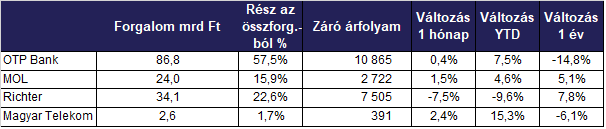 Forgalom mrd Ft Rész az összforg.-ból % Záró árfolyam Változás 1 hónap Változás YTD Változás 1 év
OTP Bank 86,8 57,5% 10 865 0,4% 7,5% -14,8%
MOL 24,0 15,9% 2 722 1,5% 4,6% 5,1%
Richter 34,1 22,6% 7 505 -7,5% -9,6% 7,8%
Magyar Telekom 2,6 1,7% 391 2,4% 15,3% -6,1%